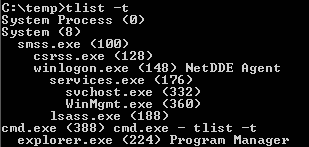 C:\temp>tlist -t
System Process (0)
System (8)
smss.exe (100)
csrss.exe (128)
winlogon.exe (148) NetDDE Agent
services.exe (176)
svchost.exe (332)
WinMgmt.exe (360)
lsass.exe (188)
cmd.exe (388) cmd.exe - tlist -t
explorer.exe (224) Program Manager